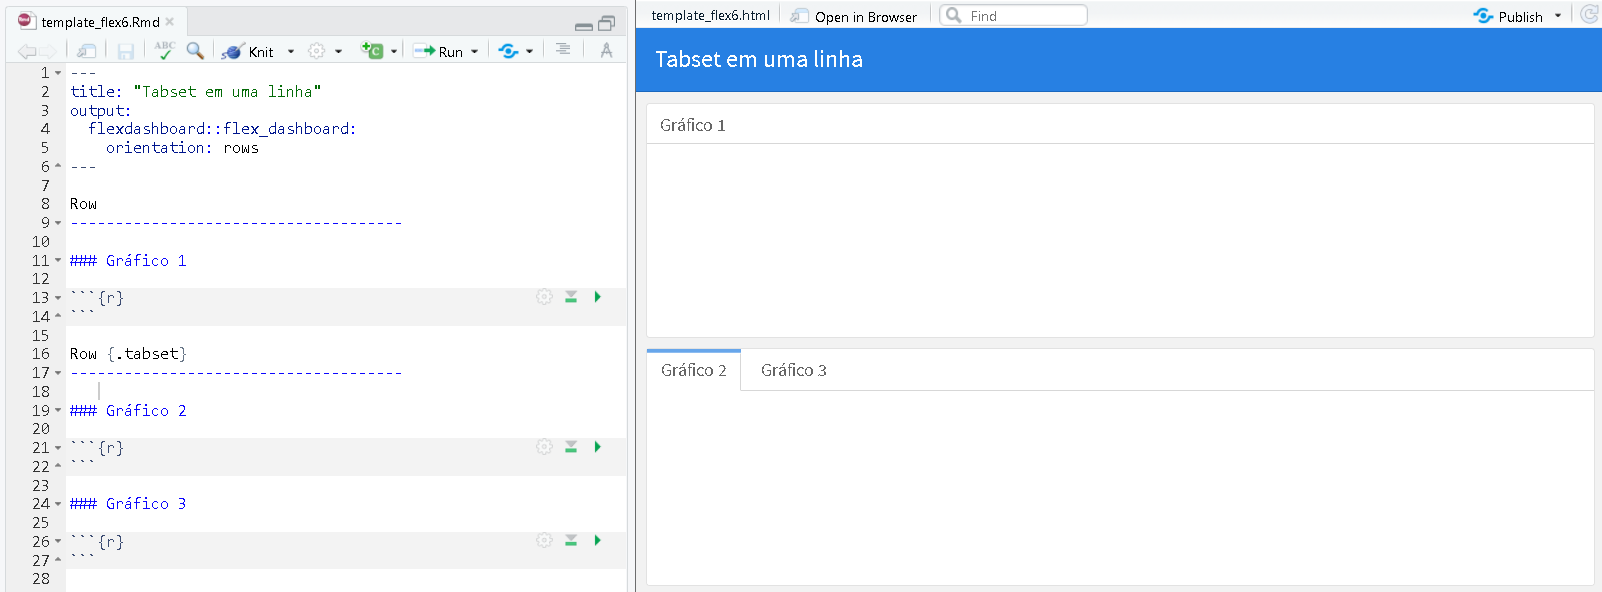 template_flex6.Rmd
ABC
Knit
Run
1 ---
2 title: "Tabset em uma linha"
3 output:
4 flexdashboard::flex_dashboard:
5 orientation: rows
6 ---
7
8 Row
9 -------------------------------------
10
11 ### Gráfico 1
12
13 ```{r}
14 ```
15
16 Row {.tabset}
17 -------------------------------------
18
19 ### Gráfico 2
20
21 ```{r}
22 ```
23
24 ### Gráfico 3
25
26 ```{r}
27 ```
28
template_flex6.html
Open in Browser
Find
Publish
Tabset em uma linha
Gráfico 1
Gráfico 2 Gráfico 3